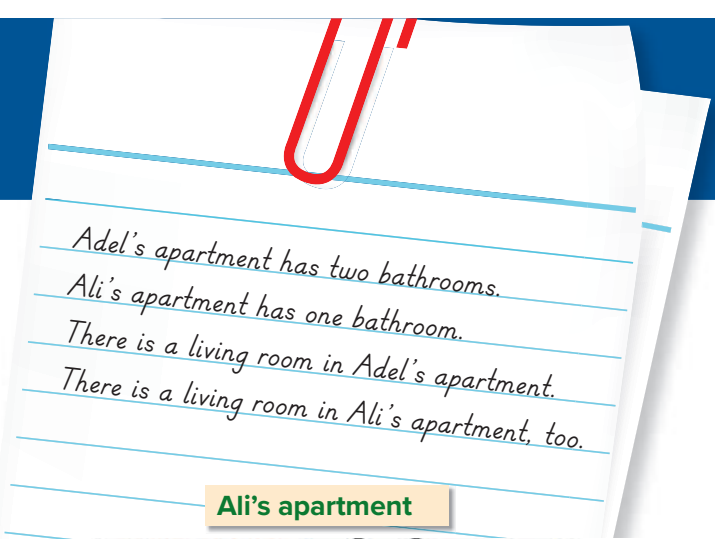 Adel's apartment has two bathrooms.
Ali's apartment has one bathroom.
There is a living room in Adel's apartment.
There is a living room in Ali's apartment, too.
Ali's apartment